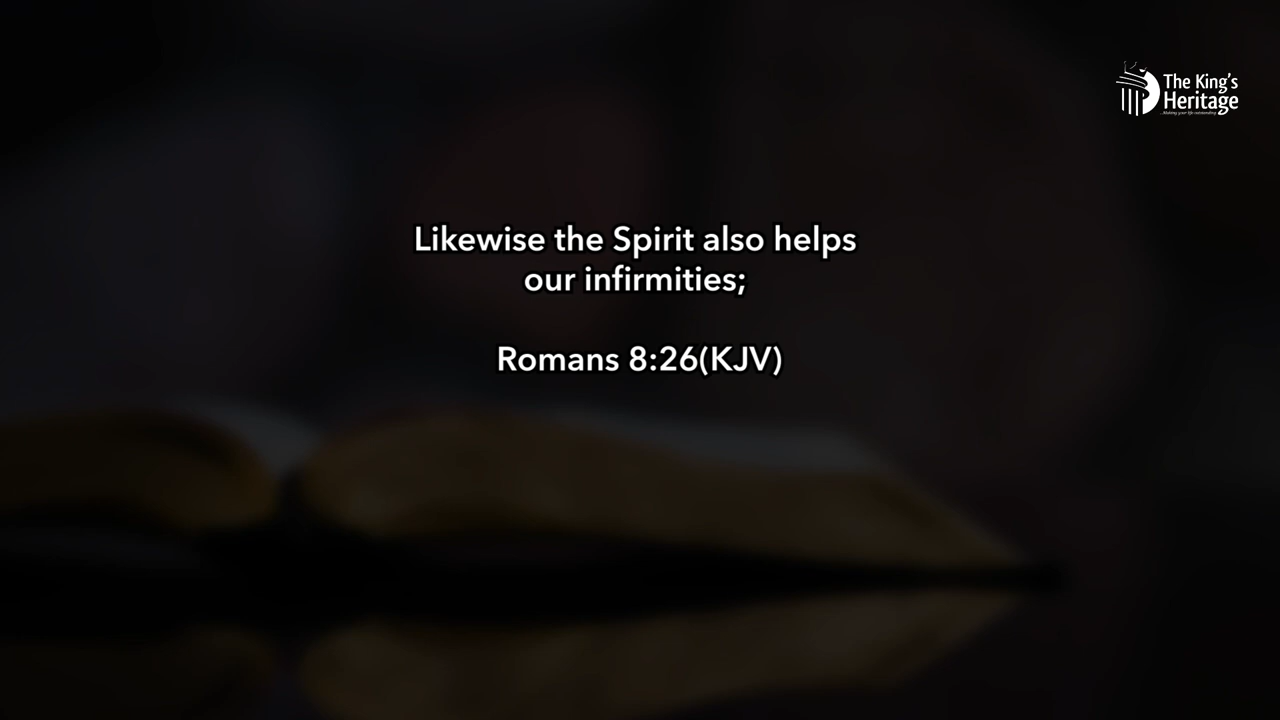 The King's
Heritage
Likewise the Spirit also helps
our infirmities;
Romans 8:26(KJV)